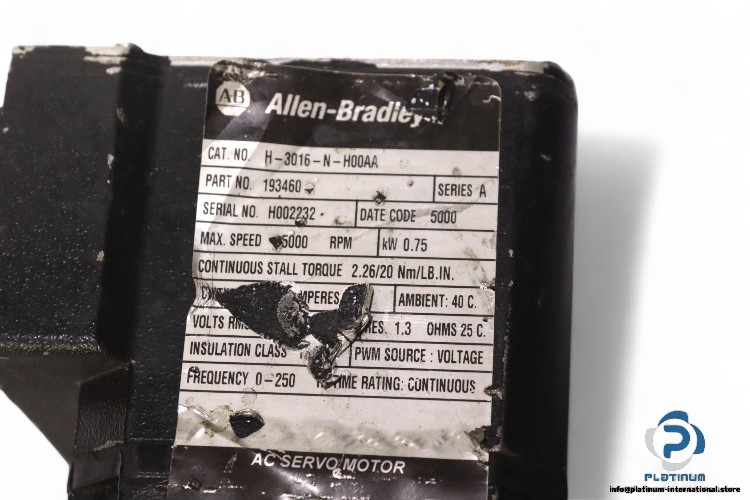 AB Allen-Bradley
CAT. NO. H-3016-N-H00AA
PART NO. 193460 SERIES A
SERIAL NO. H002232 DATE CODE 5000
MAX. SPEED 5000 RPM kW 0.75
CONTINUOUS STALL TORQUE 2.26/20 Nm/LB.IN.
AMBIENT: 40 C.
VOLTS RES. 1.3 OHMS 25 C.
INSULATION CLASS PWM SOURCE : VOLTAGE
FREQUENCY 0-250 TIME RATING: CONTINUOUS
AC SERVO MOTOR
PLATINUM
INTERNATIONAL
info@platinum-international.store